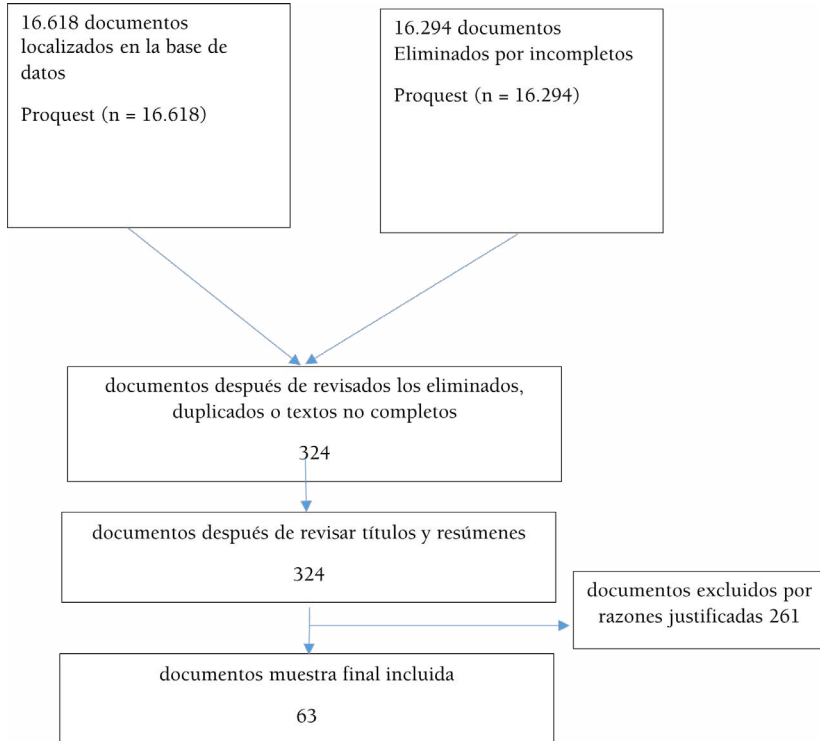 16.618 documentos
localizados en la base de
datos
Proquest (n = 16.618)
16.294 documentos
Eliminados por incompletos
Proquest (n = 16.294)
documentos después de revisados los eliminados,
duplicados o textos no completos
324
documentos después de revisar títulos y resúmenes
324
documentos excluidos por
razones justificadas 261
documentos muestra final incluida
63